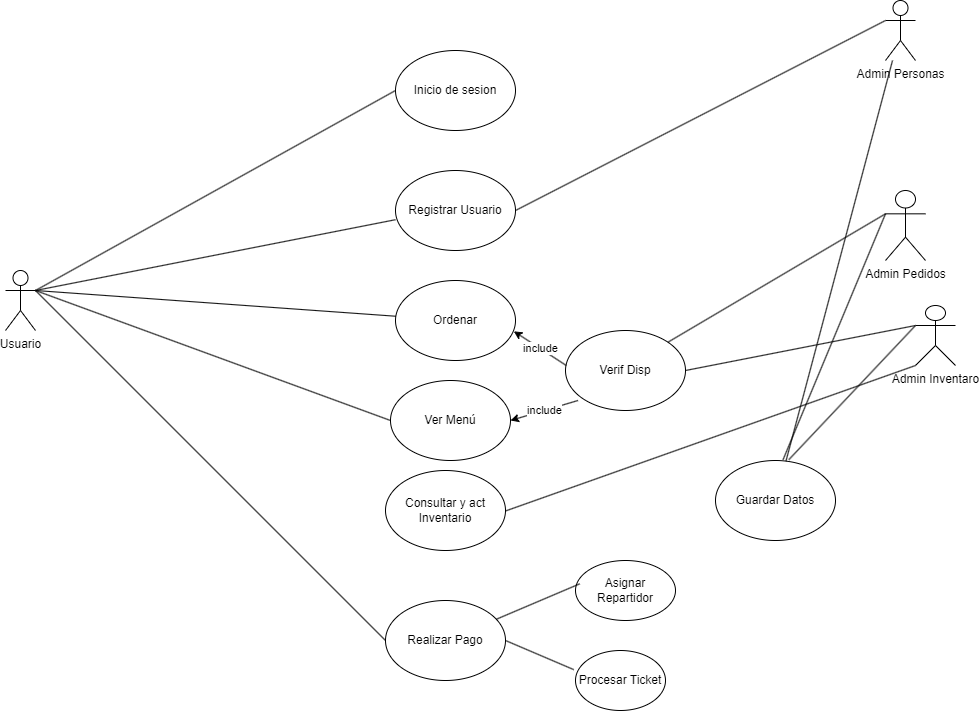 Admin Personas
Inicio de sesion
Registrar Usuario
Admin Pedidos
Usuario
Ordenar
include
Verif Disp
Admin Inventaro
include
Ver Menú
Consultar y act
Inventario
Guardar Datos
Asignar
Repartidor
Realizar Pago
Procesar Ticket